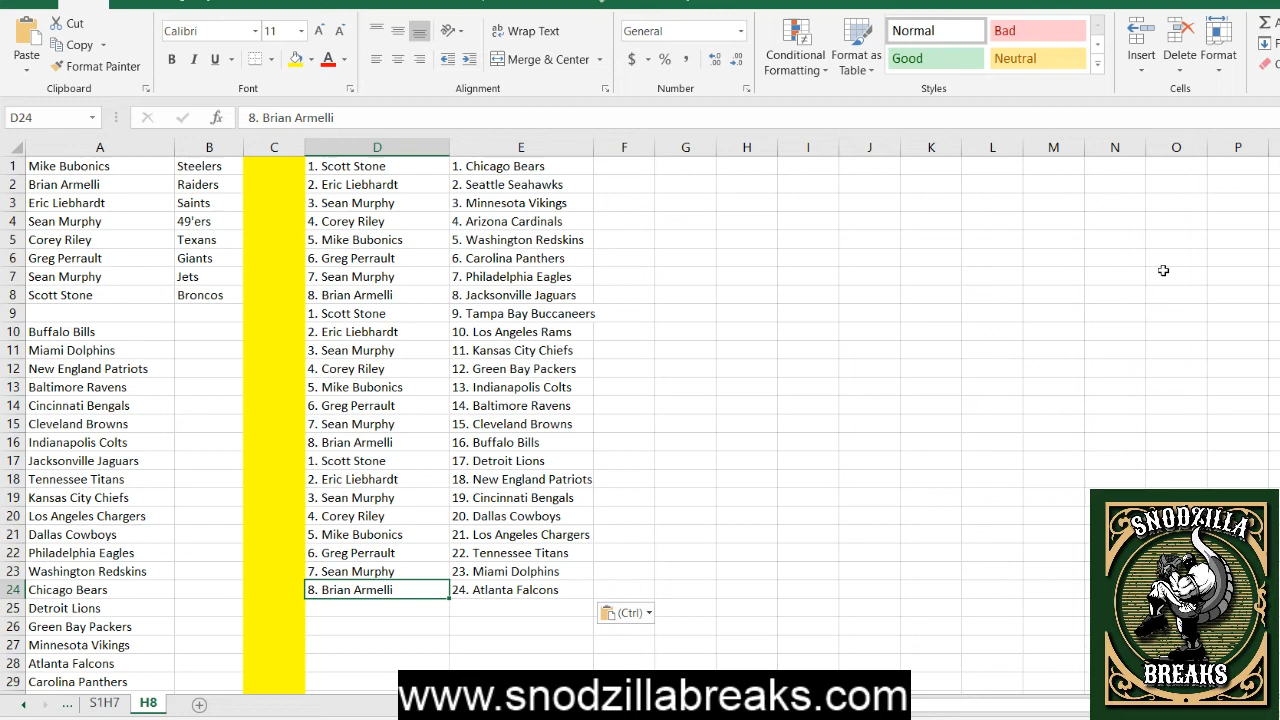 Cut
Copy
Format Painter
Paste
Clipboard
Calibri 11
B I U A
Font
Wrap Text
Merge & Center
Alignment
General
$ % ,
Number
Conditional Formatting
Format as Table
Normal Bad
Good Neutral
Styles
Insert Delete Format
Cells
D24 fx 8. Brian Armelli
A B C D E F G H I J K L M N O P
1 Mike Bubonics Steelers 1. Scott Stone 1. Chicago Bears
2 Brian Armelli Raiders 2. Eric Liebhardt 2. Seattle Seahawks
3 Eric Liebhardt Saints 3. Sean Murphy 3. Minnesota Vikings
4 Sean Murphy 49'ers 4. Corey Riley 4. Arizona Cardinals
5 Corey Riley Texans 5. Mike Bubonics 5. Washington Redskins
6 Greg Perrault Giants 6. Greg Perrault 6. Carolina Panthers
7 Sean Murphy Jets 7. Sean Murphy 7. Philadelphia Eagles
8 Scott Stone Broncos 8. Brian Armelli 8. Jacksonville Jaguars
9 1. Scott Stone 9. Tampa Bay Buccaneers
10 Buffalo Bills 2. Eric Liebhardt 10. Los Angeles Rams
11 Miami Dolphins 3. Sean Murphy 11. Kansas City Chiefs
12 New England Patriots 4. Corey Riley 12. Green Bay Packers
13 Baltimore Ravens 5. Mike Bubonics 13. Indianapolis Colts
14 Cincinnati Bengals 6. Greg Perrault 14. Baltimore Ravens
15 Cleveland Browns 7. Sean Murphy 15. Cleveland Browns
16 Indianapolis Colts 8. Brian Armelli 16. Buffalo Bills
17 Jacksonville Jaguars 1. Scott Stone 17. Detroit Lions
18 Tennessee Titans 2. Eric Liebhardt 18. New England Patriots
19 Kansas City Chiefs 3. Sean Murphy 19. Cincinnati Bengals
20 Los Angeles Chargers 4. Corey Riley 20. Dallas Cowboys
21 Dallas Cowboys 5. Mike Bubonics 21. Los Angeles Chargers
22 Philadelphia Eagles 6. Greg Perrault 22. Tennessee Titans
23 Washington Redskins 7. Sean Murphy 23. Miami Dolphins
24 Chicago Bears 8. Brian Armelli 24. Atlanta Falcons
25 Detroit Lions
(Ctrl)
26 Green Bay Packers
27 Minnesota Vikings
28 Atlanta Falcons
29 Carolina Panthers
... S1H7 H8
www.snodzillabreaks.com
SNODZILLA
BREAKS